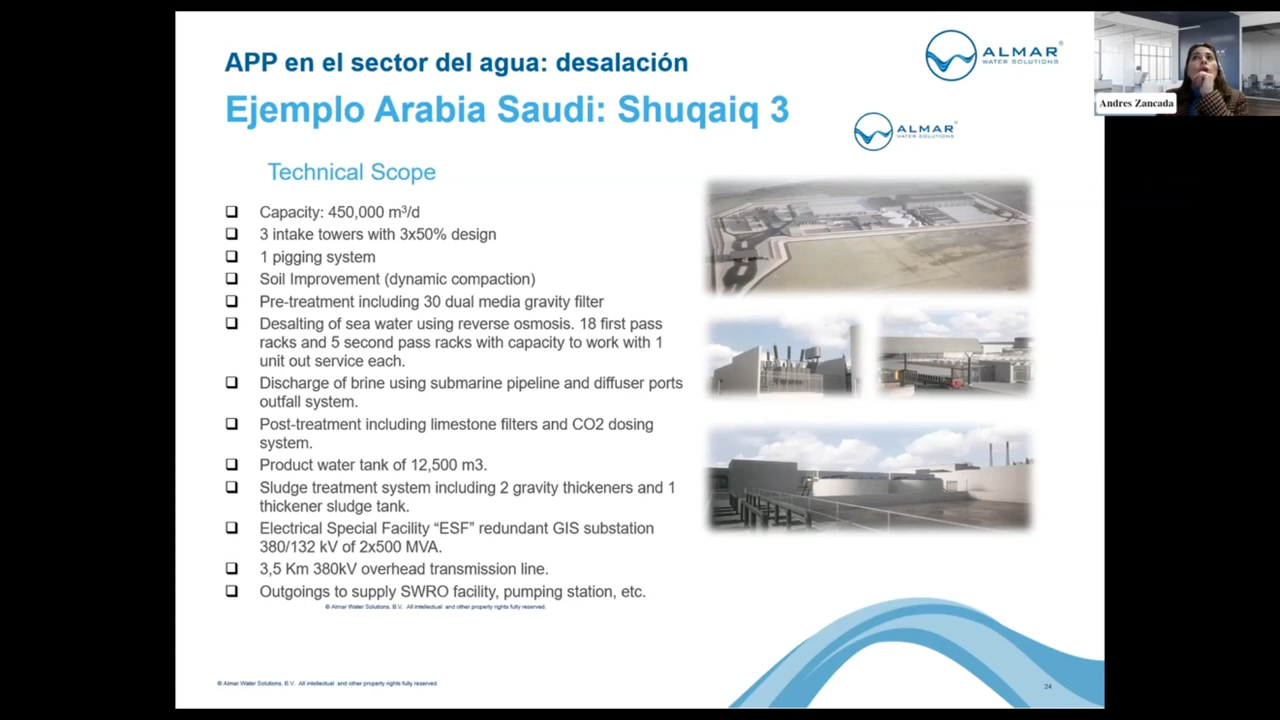 APP en el sector del agua: desalación
ALMAR
WATER SOLUTIONS
Andres Zancada
Ejemplo Arabia Saudi: Shuqaiq 3
ALMAR
WATER SOLUTIONS
Technical Scope
Capacity: 450,000 m³/d
3 intake towers with 3x50% design
1 pigging system
Soil Improvement (dynamic compaction)
Pre-treatment including 30 dual media gravity filter
Desalting of sea water using reverse osmosis. 18 first pass
racks and 5 second pass racks with capacity to work with 1
unit out service each.
Discharge of brine using submarine pipeline and diffuser ports
outfall system.
Post-treatment including limestone filters and CO2 dosing
system.
Product water tank of 12,500 m3.
Sludge treatment system including 2 gravity thickeners and 1
thickener sludge tank.
Electrical Special Facility “ESF” redundant GIS substation
380/132 kV of 2x500 MVA.
3,5 Km 380kV overhead transmission line.
Outgoings to supply SWRO facility, pumping station, etc.
© Almar Water Solutions, B.V. All intellectual and other property rights fully reserved.
© Almar Water Solutions, B.V. All intellectual and other property rights fully reserved.
24